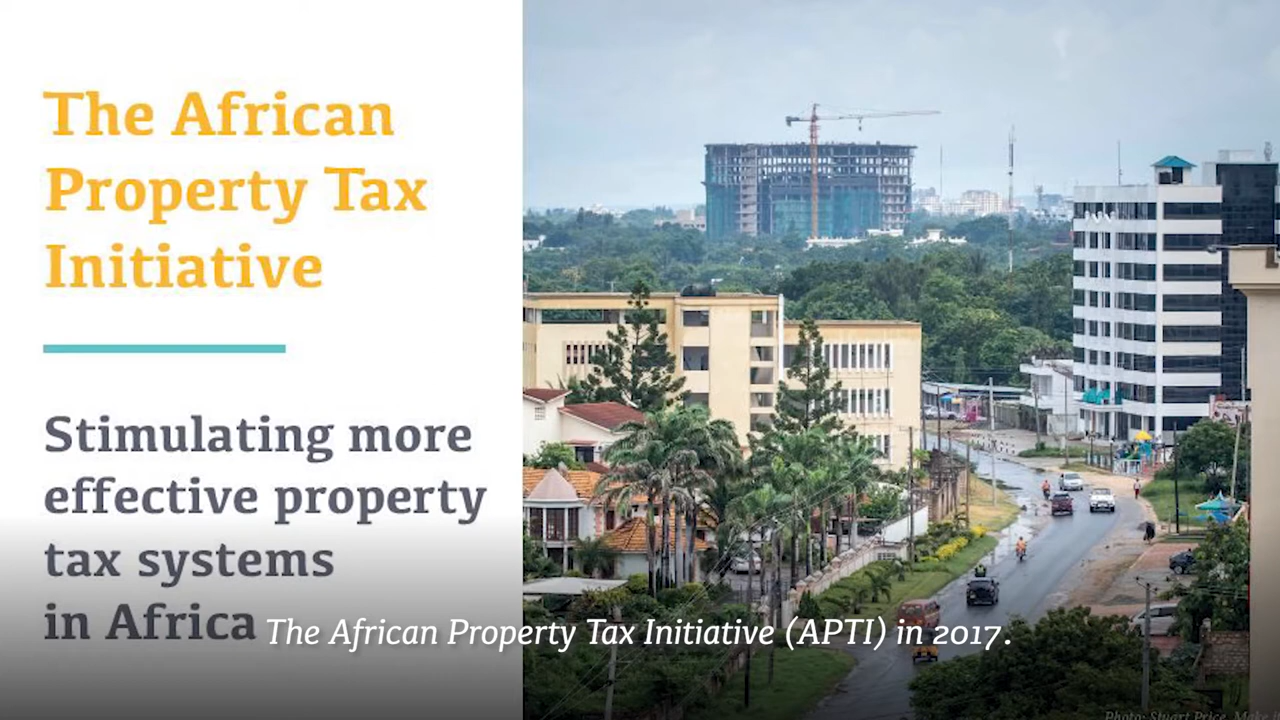 The African
Property Tax
Initiative
Stimulating more
effective property
tax systems
in Africa
The African Property Tax Initiative (APTI) in 2017.